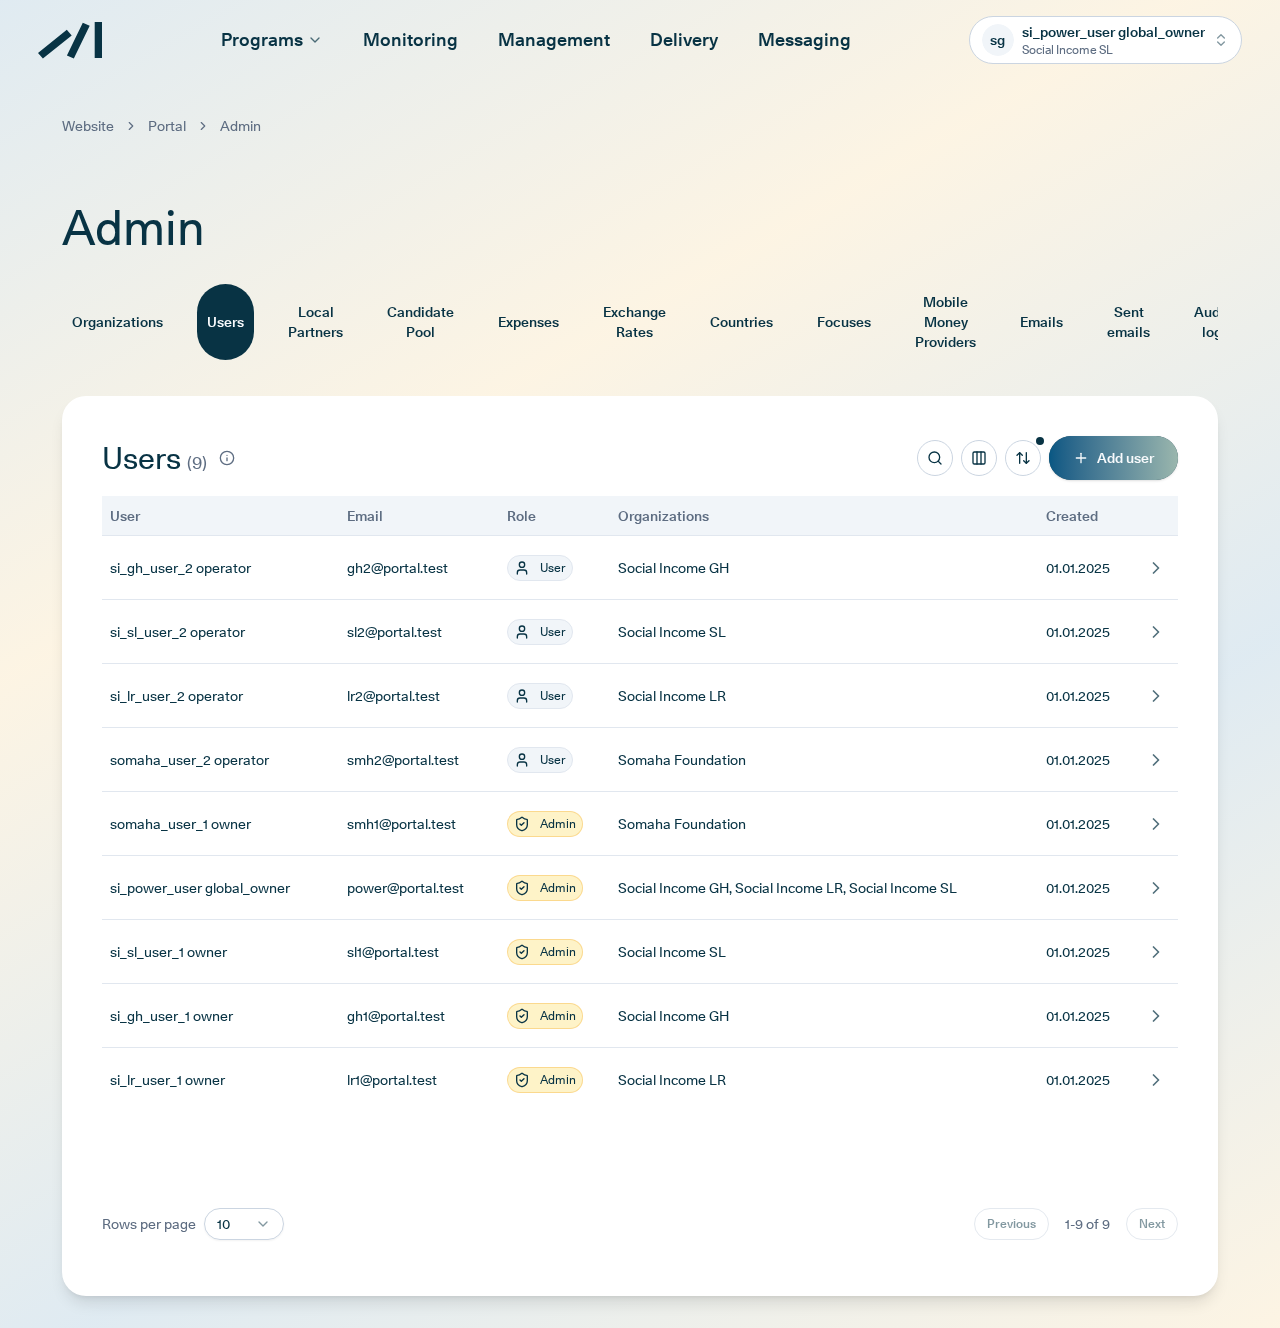 Programs
Monitoring
Management
Delivery
Messaging
sg
si_power_user global_owner
Social Income SL
Website
Portal
Admin
Admin
Organizations
Users
Local
Partners
Candidate
Pool
Expenses
Exchange
Rates
Countries
Focuses
Mobile
Money
Providers
Emails
Sent
emails
Users (9)
Add user
User Email Role Organizations Created
si_gh_user_2 operator gh2@portal.test User Social Income GH 01.01.2025
si_sl_user_2 operator sl2@portal.test User Social Income SL 01.01.2025
si_lr_user_2 operator lr2@portal.test User Social Income LR 01.01.2025
somaha_user_2 operator smh2@portal.test User Somaha Foundation 01.01.2025
somaha_user_1 owner smh1@portal.test Admin Somaha Foundation 01.01.2025
si_power_user global_owner power@portal.test Admin Social Income GH, Social Income LR, Social Income SL 01.01.2025
si_sl_user_1 owner sl1@portal.test Admin Social Income SL 01.01.2025
si_gh_user_1 owner gh1@portal.test Admin Social Income GH 01.01.2025
si_lr_user_1 owner lr1@portal.test Admin Social Income LR 01.01.2025
Rows per page 10
Previous 1-9 of 9 Next